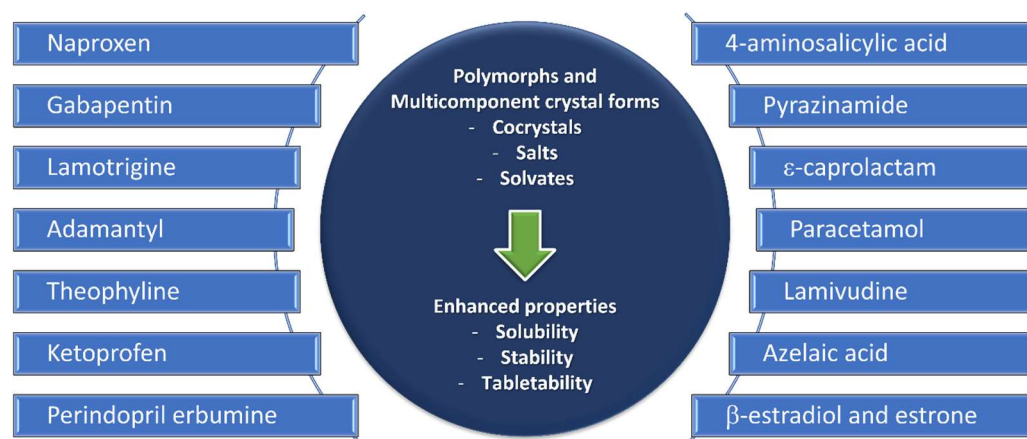 Naproxen
Gabapentin
Lamotrigine
Adamantyl
Theophyline
Ketoprofen
Perindopril erbumine
Polymorphs and
Multicomponent crystal forms
- Cocrystals
- Salts
- Solvates
Enhanced properties
- Solubility
- Stability
- Tabletability
4-aminosalicylic acid
Pyrazinamide
ε-caprolactam
Paracetamol
Lamivudine
Azelaic acid
β-estradiol and estrone